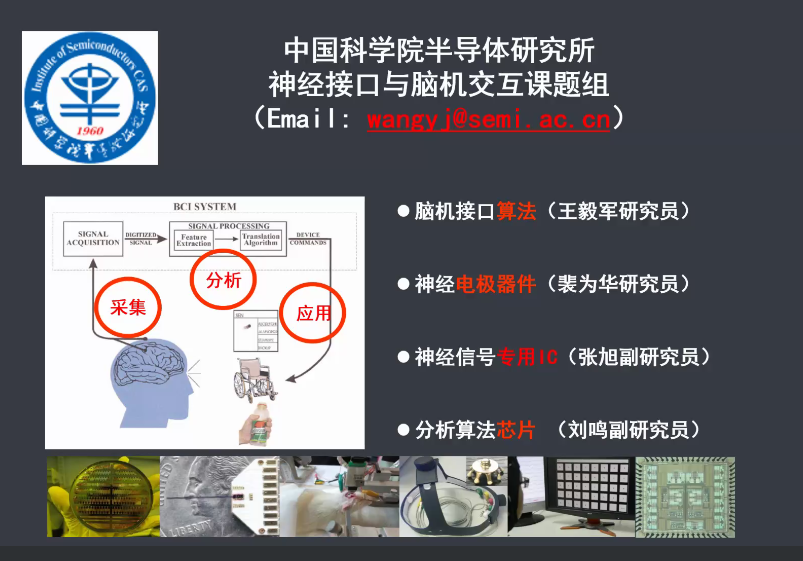 中国科学院半导体研究所
神经接口与脑机交互课题组
（Email: wangyj@semi.ac.cn）
Institute of Semiconductors CAS
1960
中国科学院半导体研究所
BCI SYSTEM
SIGNAL ACQUISITION
DIGITIZED SIGNAL
SIGNAL PROCESSING
Feature Extraction
Translation Algorithm
DEVICE COMMANDS
采集
分析
应用
●脑机接口算法（王毅军研究员）
●神经电极器件（裴为华研究员）
●神经信号专用IC（张旭副研究员）
●分析算法芯片 （刘鸣副研究员）
LIBERTY